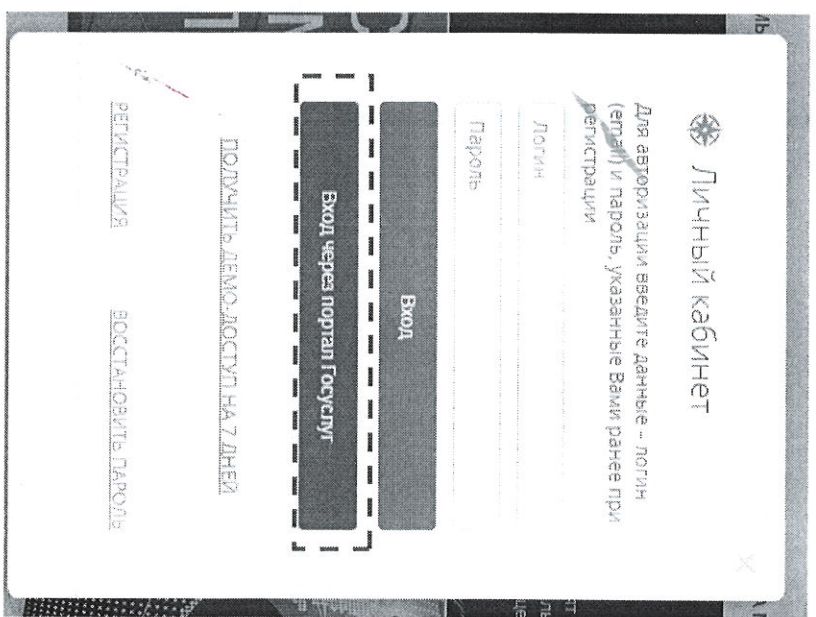 Личный кабинет
Для авторизации введите данные – логин
(email) и пароль, указанные Вами ранее при
регистрации
Логин
Пароль
Вход
Вход через портал Госуслуг
ПОЛУЧИТЬ ДЕМО-ДОСТУП НА 7 ДНЕЙ
РЕГИСТРАЦИЯ
ВОССТАНОВИТЬ ПАРОЛЬ